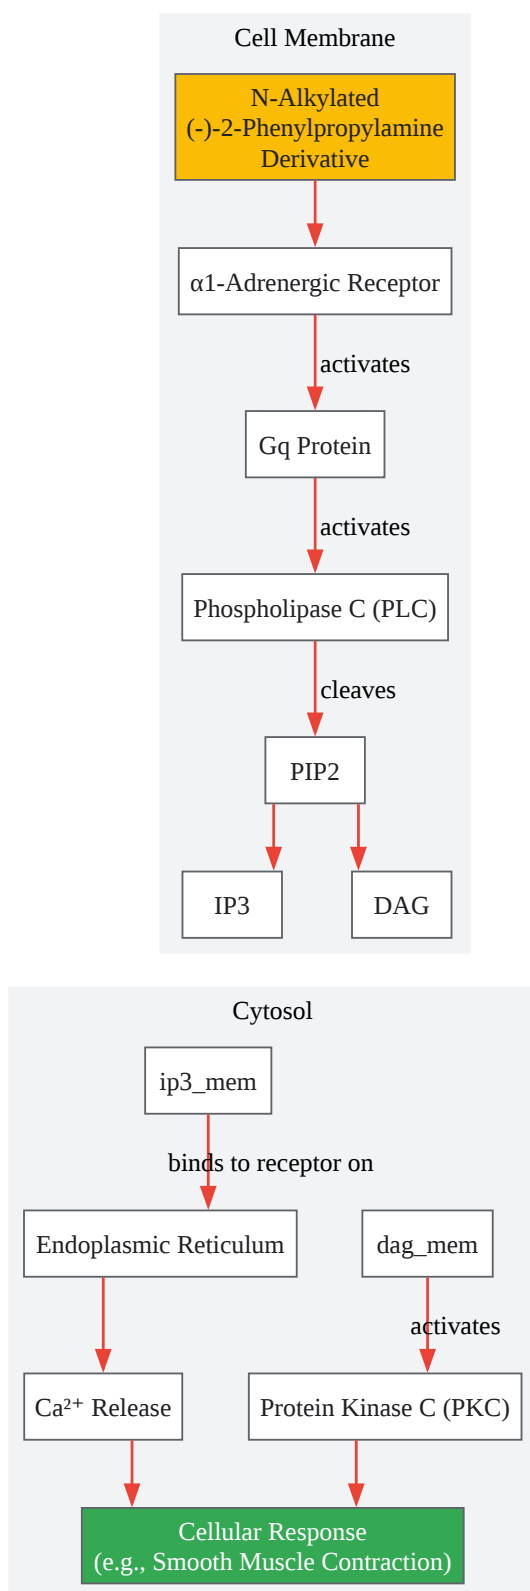 Cell Membrane
N-Alkylated
(-)-2-Phenylpropylamine
Derivative
α1-Adrenergic Receptor
activates
Gq Protein
activates
Phospholipase C (PLC)
cleaves
PIP2
IP3
DAG
Cytosol
ip3_mem
binds to receptor on
Endoplasmic Reticulum
dag_mem
activates
Ca²⁺ Release
Protein Kinase C (PKC)
Cellular Response
(e.g., Smooth Muscle Contraction)